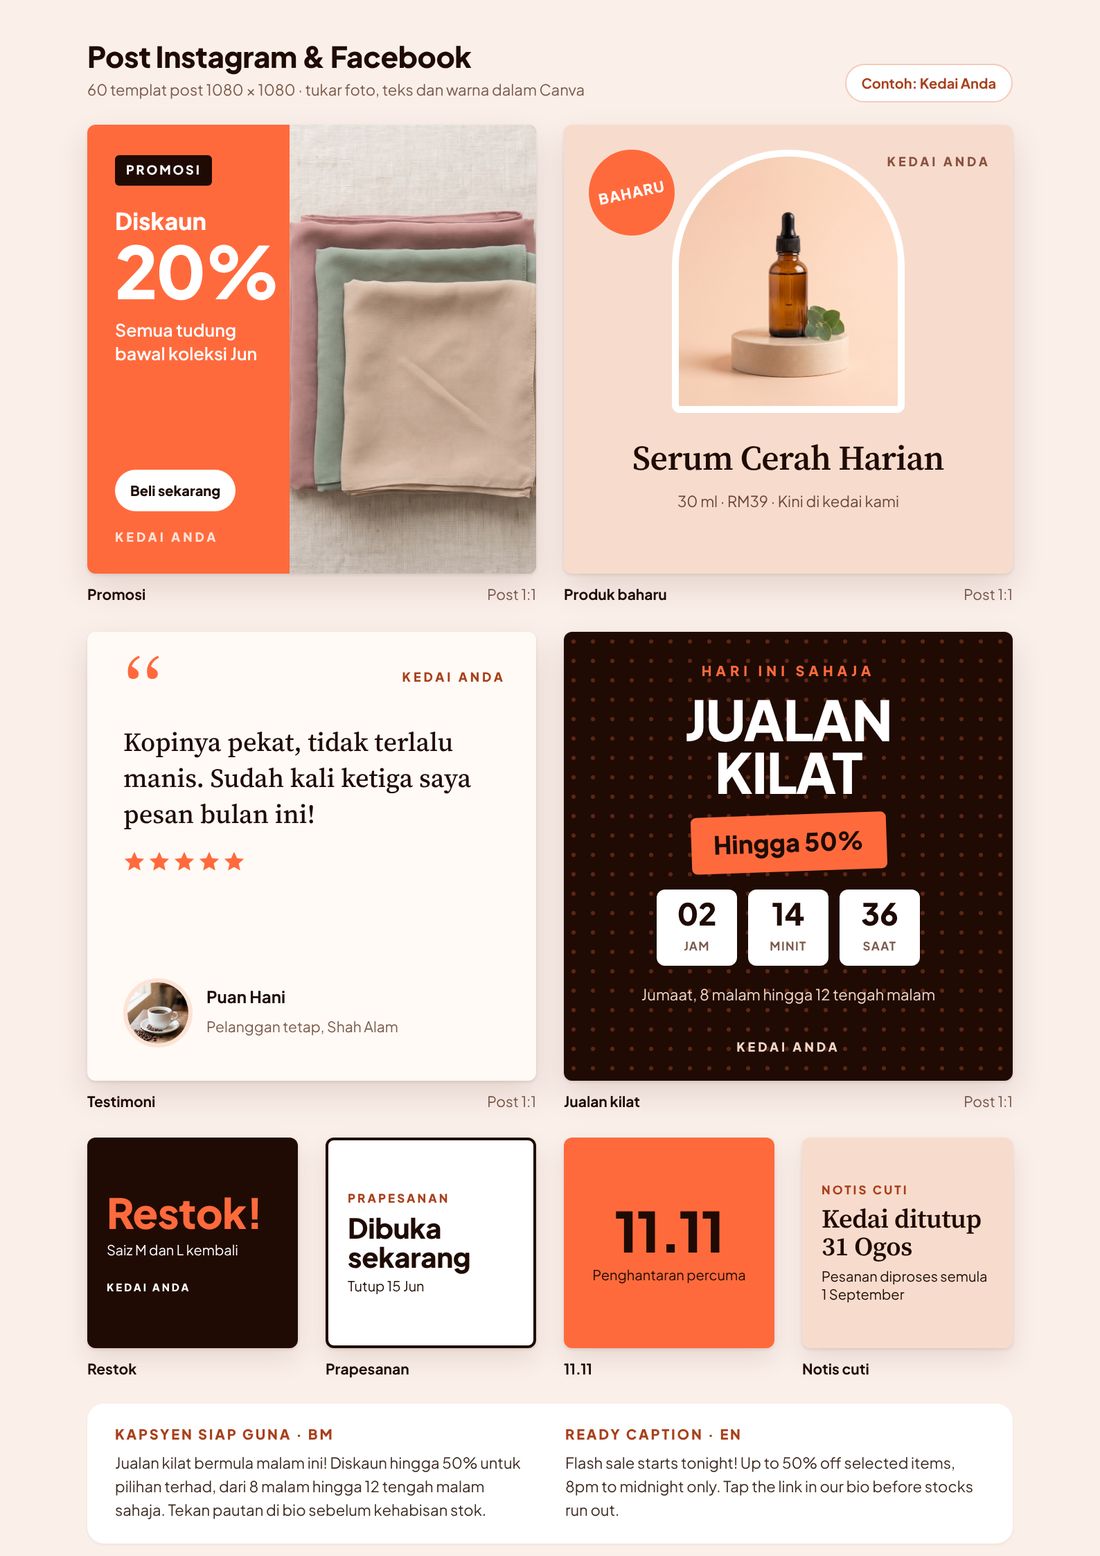 Post Instagram & Facebook
60 templat post 1080 × 1080 · tukar foto, teks dan warna dalam Canva
Contoh: Kedai Anda
PROMOSI
Diskaun
20%
Semua tudung
bawal koleksi Jun
Beli sekarang
KEDAI ANDA
Promosi
Post 1:1
BAHARU
KEDAI ANDA
Serum Cerah Harian
30 ml · RM39 · Kini di kedai kami
Produk baharu
Post 1:1
“
KEDAI ANDA
Kopinya pekat, tidak terlalu
manis. Sudah kali ketiga saya
pesan bulan ini!
Puan Hani
Pelanggan tetap, Shah Alam
Testimoni
Post 1:1
HARI INI SAHAJA
JUALAN
KILAT
Hingga 50%
02
JAM
14
MINIT
36
SAAT
Jumaat, 8 malam hingga 12 tengah malam
KEDAI ANDA
Jualan kilat
Post 1:1
Restok!
Saiz M dan L kembali
KEDAI ANDA
Restok
PRAPESANAN
Dibuka
sekarang
Tutup 15 Jun
Prapesanan
11.11
Penghantaran percuma
11.11
NOTIS CUTI
Kedai ditutup
31 Ogos
Pesanan diproses semula
1 September
Notis cuti
KAPSYEN SIAP GUNA · BM
Jualan kilat bermula malam ini! Diskaun hingga 50% untuk
pilihan terhad, dari 8 malam hingga 12 tengah malam
sahaja. Tekan pautan di bio sebelum kehabisan stok.
READY CAPTION · EN
Flash sale starts tonight! Up to 50% off selected items,
8pm to midnight only. Tap the link in our bio before stocks
run out.